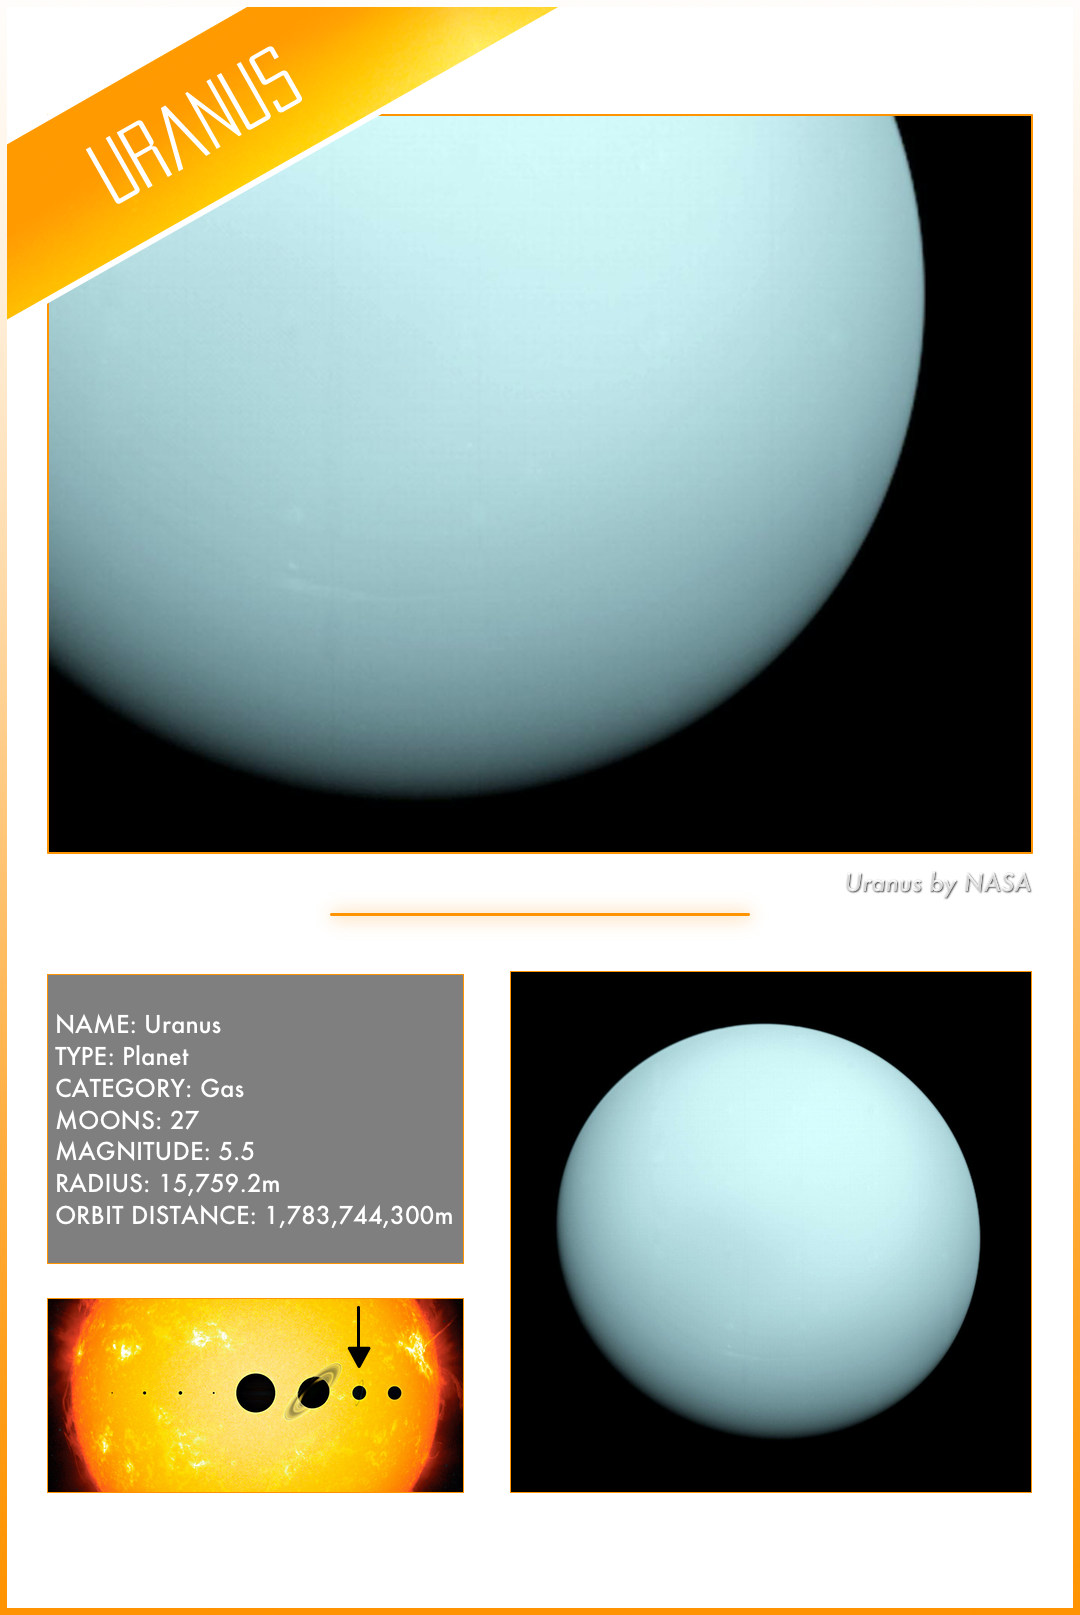 URANUS
Uranus by NASA
NAME: Uranus
TYPE: Planet
CATEGORY: Gas
MOONS: 27
MAGNITUDE: 5.5
RADIUS: 15,759.2m
ORBIT DISTANCE: 1,783,744,300m